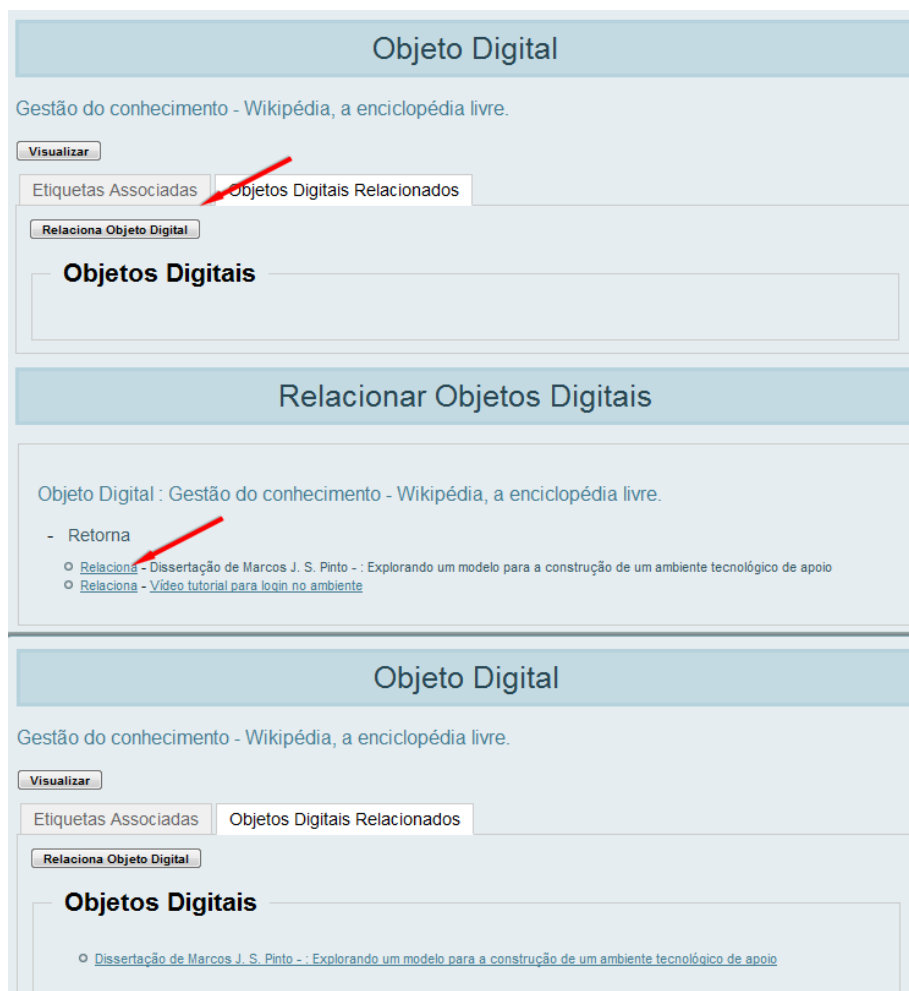 Objeto Digital
Gestão do conhecimento - Wikipédia, a enciclopédia livre.
Visualizar
Etiquetas Associadas Objetos Digitais Relacionados
Relaciona Objeto Digital
Objetos Digitais
Relacionar Objetos Digitais
Objeto Digital : Gestão do conhecimento - Wikipédia, a enciclopédia livre.
- Retorna
Relaciona - Dissertação de Marcos J. S. Pinto - : Explorando um modelo para a construção de um ambiente tecnológico de apoio
Relaciona - Vídeo tutorial para login no ambiente
Objeto Digital
Gestão do conhecimento - Wikipédia, a enciclopédia livre.
Visualizar
Etiquetas Associadas Objetos Digitais Relacionados
Relaciona Objeto Digital
Objetos Digitais
Dissertação de Marcos J. S. Pinto - : Explorando um modelo para a construção de um ambiente tecnológico de apoio